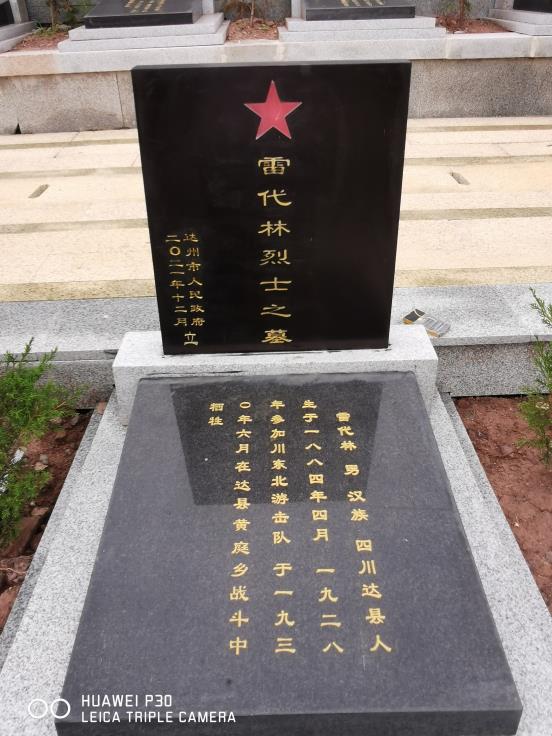 雷代林烈士之墓
达州市人民政府
二〇二一年十二月 立
雷代林 男 汉族 四川达县人
生于一八八四年四月 一九二八
年参加川东北游击队 于一九三
〇年六月在达县黄庭乡战斗中
牺牲
HUAWEI P30
LEICA TRIPLE CAMERA